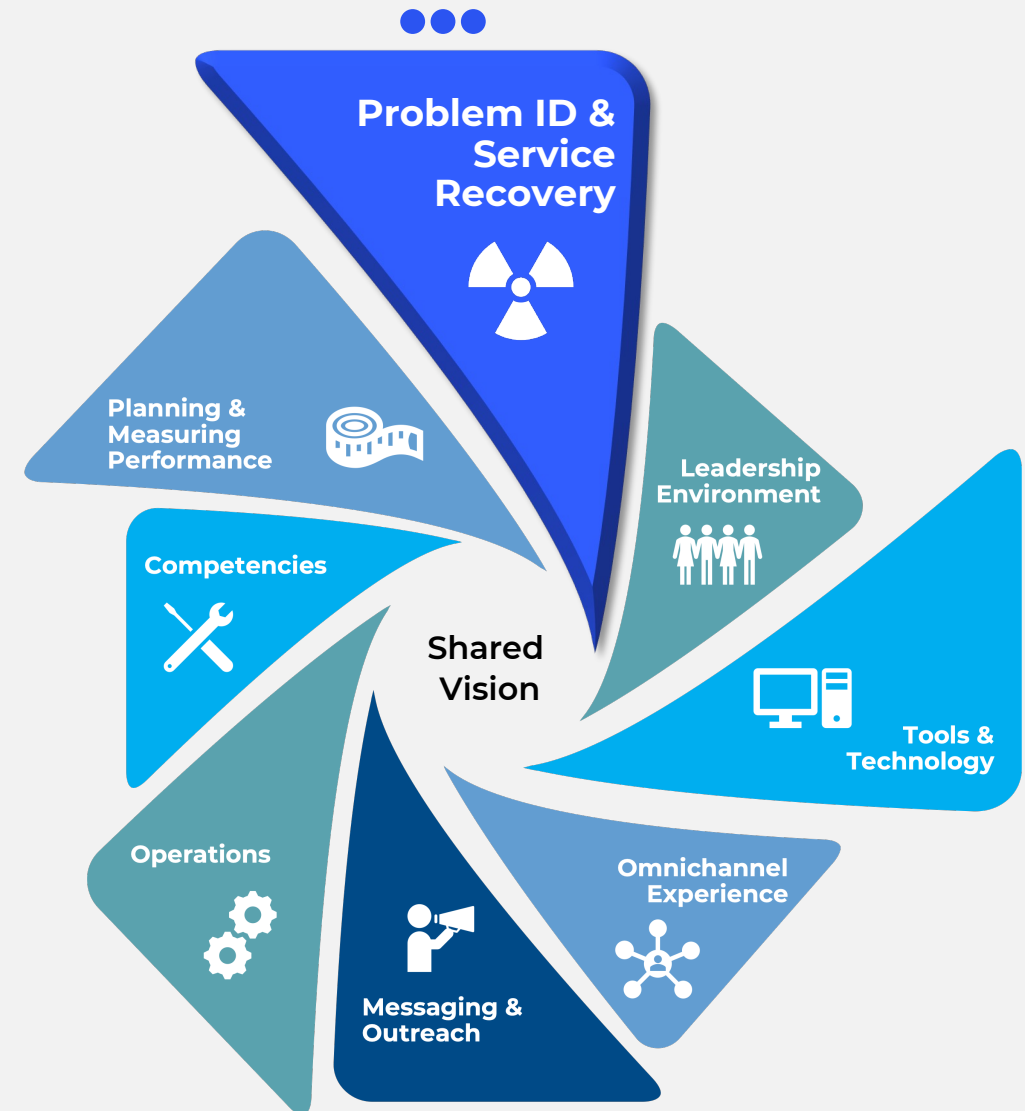 Problem ID &
Service
Recovery
Planning &
Measuring
Performance
Leadership
Environment
Competencies
Shared
Vision
Tools &
Technology
Operations
Omnichannel
Experience
Messaging &
Outreach